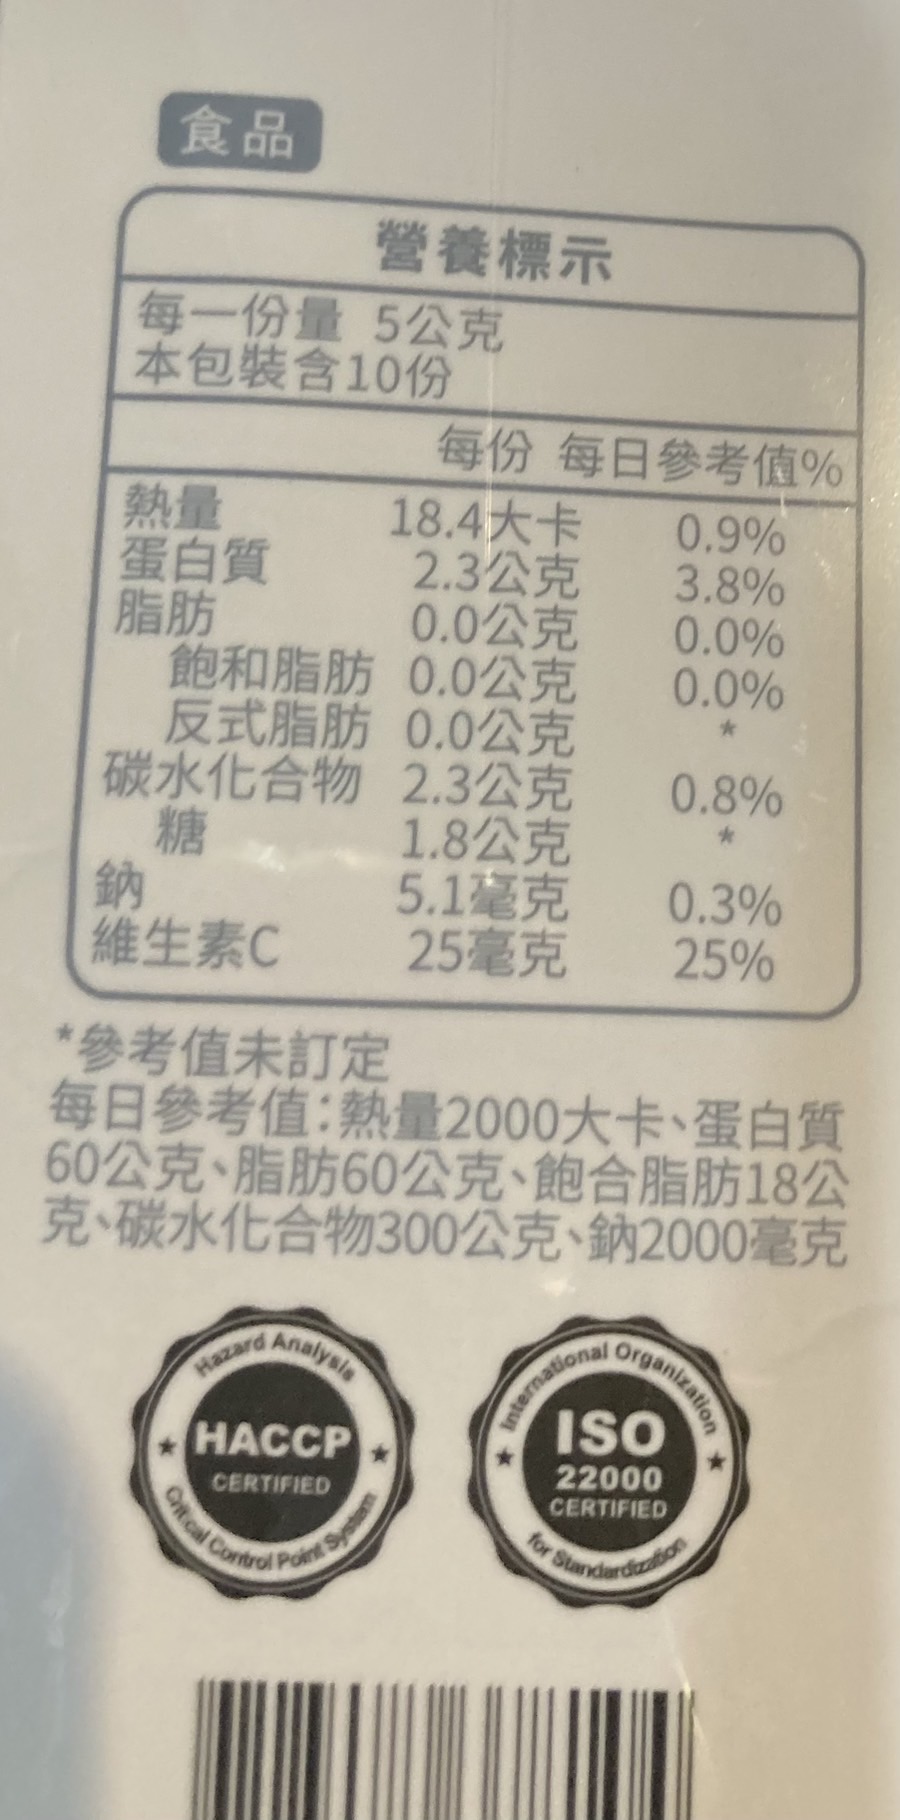 食品
營養標示
每一份量 5公克
本包裝含10份
每份 每日參考值%
熱量 18.4大卡 0.9%
蛋白質 2.3公克 3.8%
脂肪 0.0公克 0.0%
飽和脂肪 0.0公克 0.0%
反式脂肪 0.0公克 *
碳水化合物 2.3公克 0.8%
糖 1.8公克 *
鈉 5.1毫克 0.3%
維生素C 25毫克 25%
*參考值未訂定
每日參考值:熱量2000大卡、蛋白質
60公克、脂肪60公克、飽合脂肪18公
克、碳水化合物300公克、鈉2000毫克
Hazard Analysis
HACCP
CERTIFIED
Critical Control Point System
International Organization
ISO
22000
CERTIFIED
for Standardization